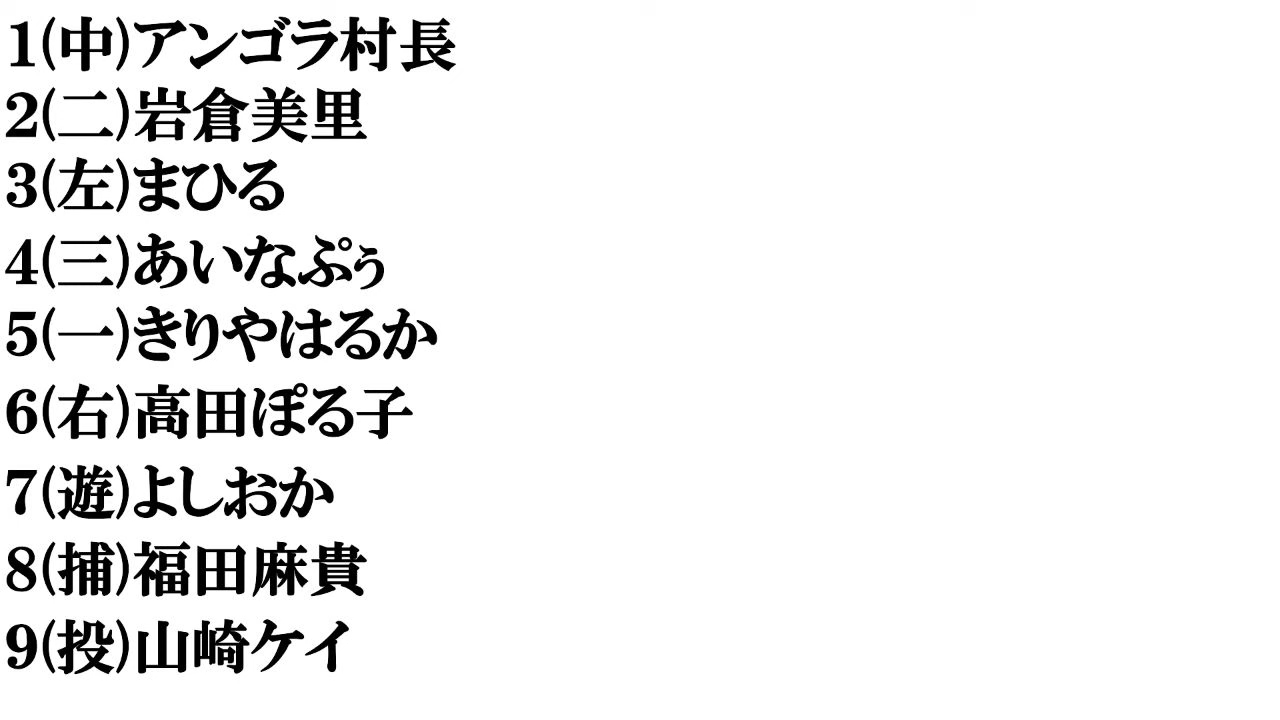 1(中)アンゴラ村長
2(二)岩倉美里
3(左)まひる
4(三)あいなぷぅ
5(一)きりやはるか
6(右)高田ぽる子
7(遊)よしおか
8(捕)福田麻貴
9(投)山崎ケイ